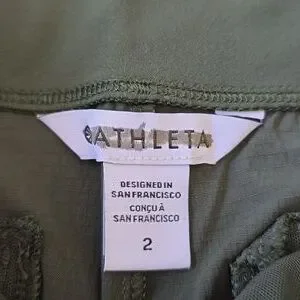 ATHLETA
DESIGNED IN
SAN FRANCISCO
CONÇU À
SAN FRANCISCO
2